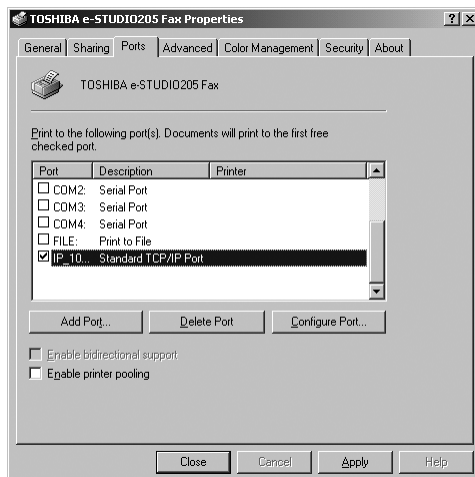 TOSHIBA e-STUDIO205 Fax Properties
General Sharing Ports Advanced Color Management Security About
TOSHIBA e-STUDIO205 Fax
Print to the following port(s). Documents will print to the first free
checked port.
Port Description Printer
COM2: Serial Port
COM3: Serial Port
COM4: Serial Port
FILE: Print to File
IP_10... Standard TCP/IP Port
Add Port... Delete Port Configure Port...
Enable bidirectional support
Enable printer pooling
Close Cancel Apply Help